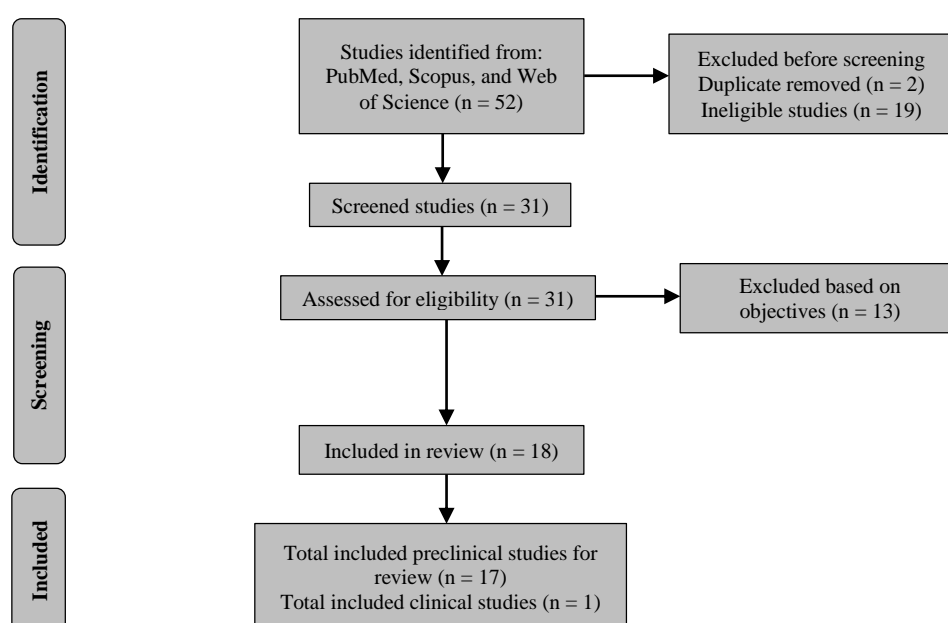 Identification
Studies identified from:
PubMed, Scopus, and Web
of Science (n = 52)
Excluded before screening
Duplicate removed (n = 2)
Ineligible studies (n = 19)
Screened studies (n = 31)
Screening
Assessed for eligibility (n = 31)
Excluded based on
objectives (n = 13)
Included in review (n = 18)
Included
Total included preclinical studies for
review (n = 17)
Total included clinical studies (n = 1)